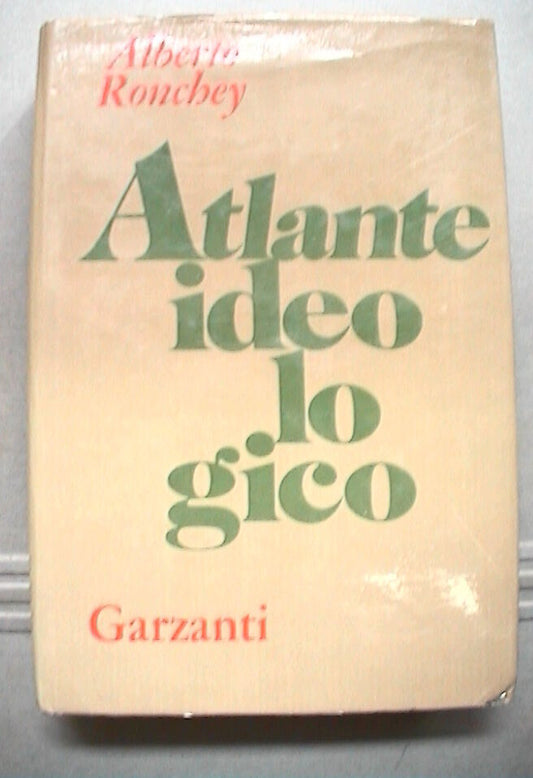 Alberto
Ronchey
Atlante
ideo
lo
gico
Garzanti